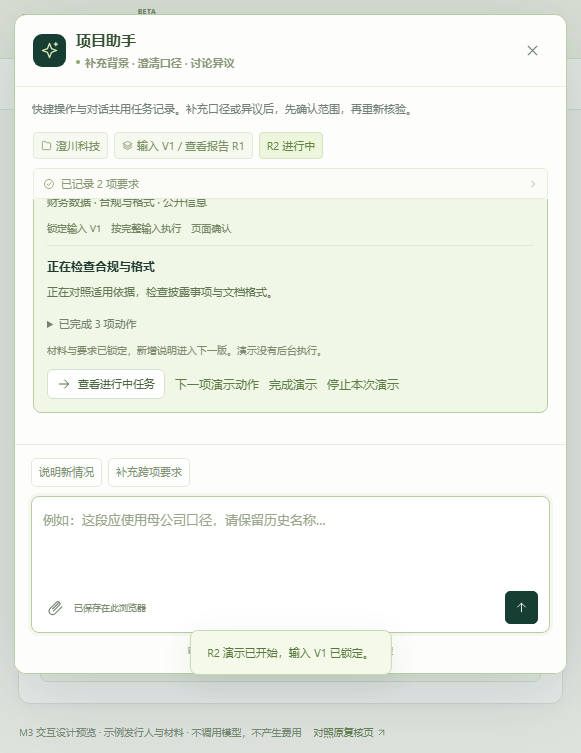 BETA
项目助手
补充背景 · 澄清口径 · 讨论异议
快捷操作与对话共用任务记录。补充口径或异议后，先确认范围，再重新核验。
澄川科技
输入 V1 / 查看报告 R1
R2 进行中
已记录 2 项要求
财务数据 · 合规与格式 · 公开信息
锁定输入 V1 按完整输入执行 页面确认
正在检查合规与格式
正在对照适用依据，检查披露事项与文档格式。
已完成 3 项动作
材料与要求已锁定，新增说明进入下一版。演示没有后台执行。
查看进行中任务 下一项演示动作 完成演示 停止本次演示
说明新情况 补充跨项要求
例如：这段应使用母公司口径，请保留历史名称...
已保存在此浏览器
R2 演示已开始，输入 V1 已锁定。
M3 交互设计预览 · 示例发行人与材料 · 不调用模型，不产生费用 对照原复核页 ↗